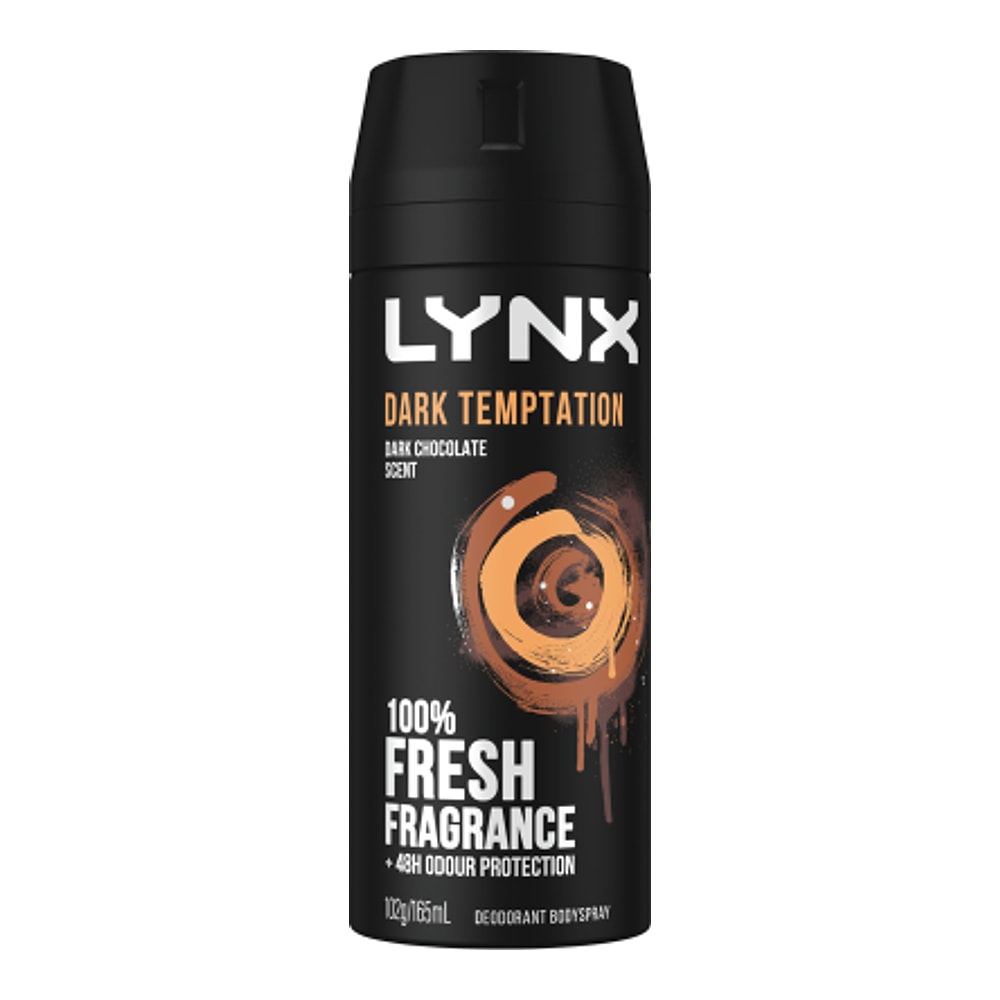 LYNX
DARK TEMPTATION
DARK CHOCOLATE
SCENT
100%
FRESH
FRAGRANCE
+ 48H ODOUR PROTECTION
102g/165mL DEODORANT BODYSPRAY